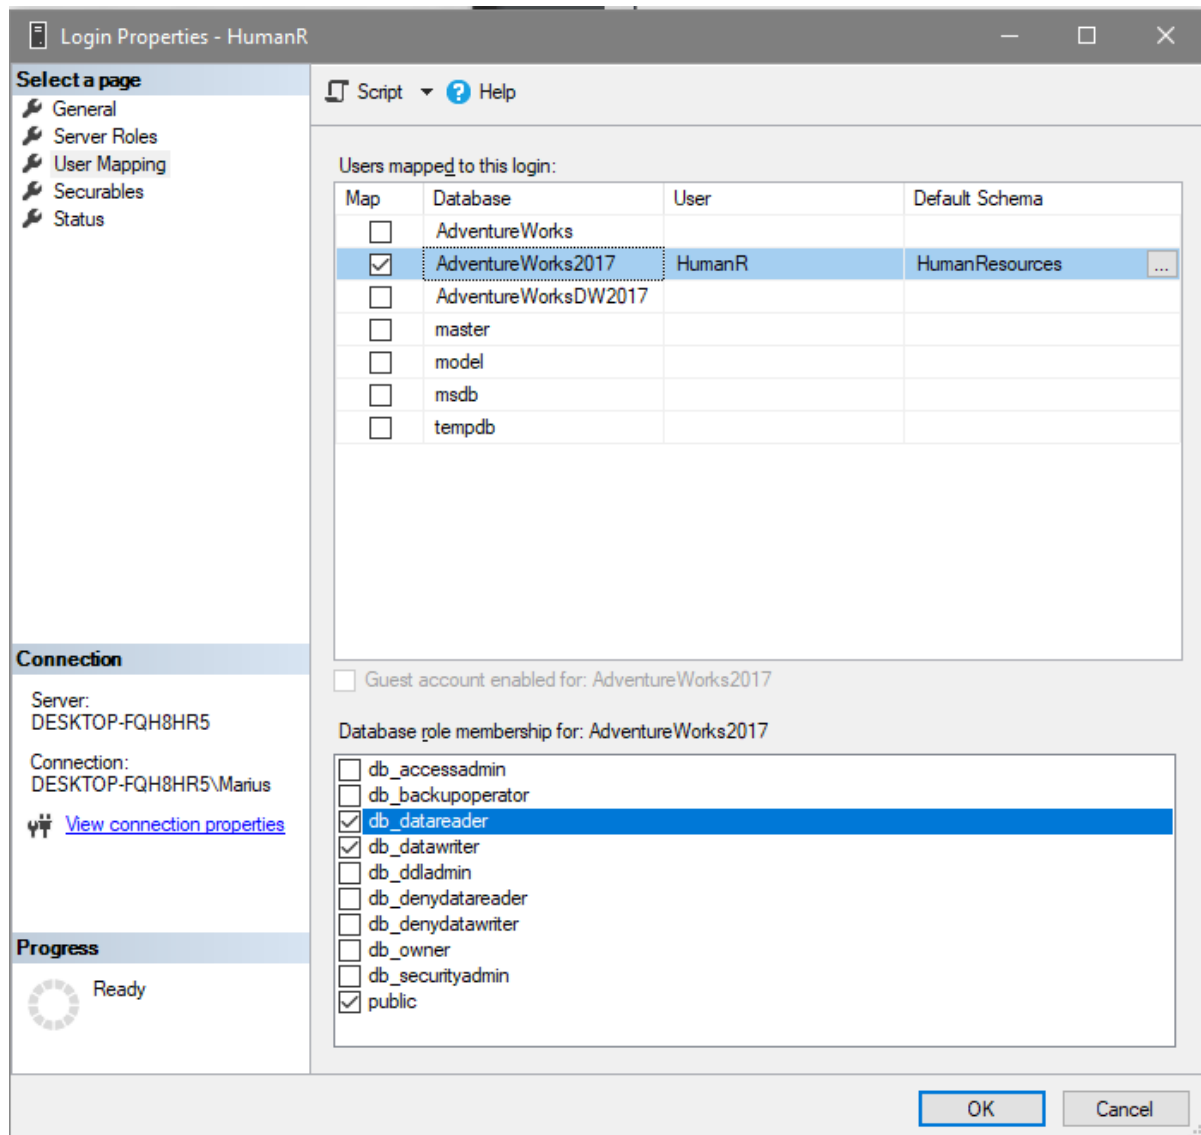 Login Properties - HumanR
Select a page
General
Server Roles
User Mapping
Securables
Status
Script Help
Users mapped to this login:
Map Database User Default Schema
AdventureWorks
AdventureWorks2017 HumanR HumanResources ...
AdventureWorksDW2017
master
model
msdb
tempdb
Guest account enabled for: AdventureWorks2017
Database role membership for: AdventureWorks2017
db_accessadmin
db_backupoperator
db_datareader
db_datawriter
db_ddladmin
db_denydatareader
db_denydatawriter
db_owner
db_securityadmin
public
Connection
Server:
DESKTOP-FQH8HR5
Connection:
DESKTOP-FQH8HR5\Marius
View connection properties
Progress
Ready
OK Cancel